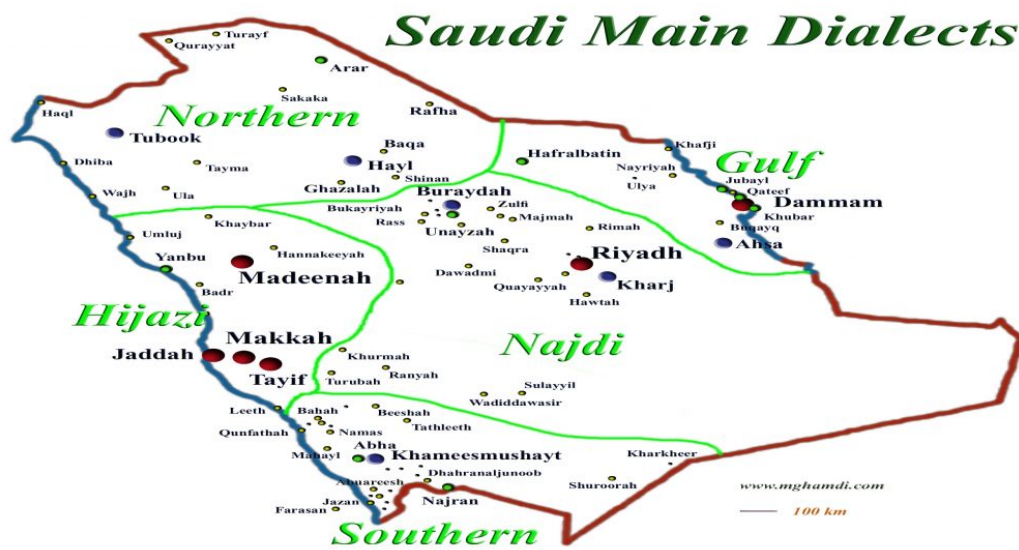 Saudi Main Dialects
Turayf
Qurayyat
Arar
Sakaka
Rafha
Haql
Northern
Tubook
Baqa
Hayl
Dhiba
Tayma
Shinan
Ghazalah
Wajh
Ula
Khafji
Hafralbatin
Nayriyah
Ulya
Gulf
Jubayl
Qateef
Dammam
Khubar
Buqayq
Ahsa
Buraydah
Bukayriyah
Zulfi
Rass
Majmah
Unayzah
Rimah
Shaqra
Riyadh
Dawadmi
Quwayyah
Kharj
Hawtah
Khaybar
Umluj
Hannakeeyah
Yanbu
Madeenah
Badr
Hijazi
Makkah
Jaddah
Tayif
Najdi
Khurmah
Ranyah
Turubah
Sulayyil
Wadiddawasir
Leeth
Bahah
Beeshah
Qunfathah
Namas
Tathleeth
Abha
Mahayl
Khameesmushayt
Kharkheer
Dhahranaljunoob
Abuareesh
Shuroorah
Jazan
Najran
Farasan
Southern
www.mghamdi.com
100 km